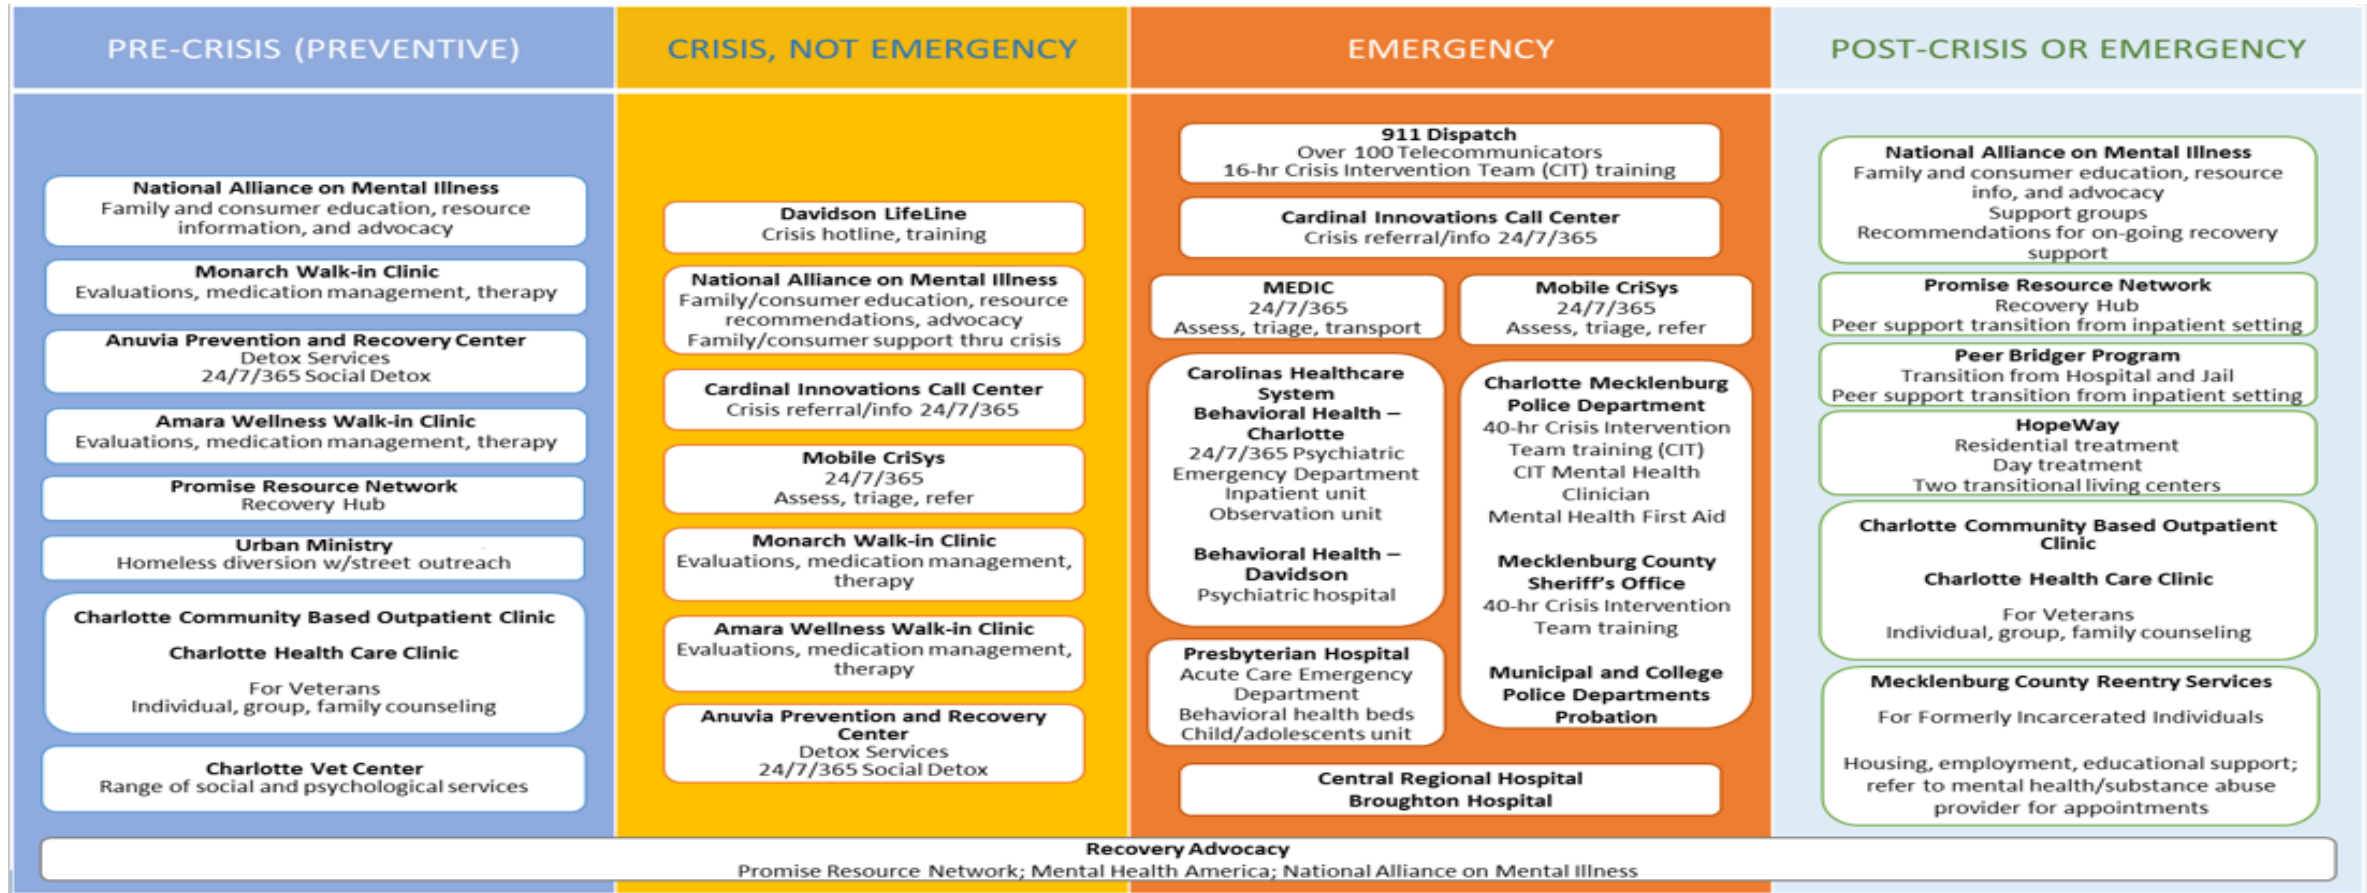 PRE-CRISIS (PREVENTIVE)
CRISIS, NOT EMERGENCY
EMERGENCY
POST-CRISIS OR EMERGENCY
National Alliance on Mental Illness
Family and consumer education, resource
information, and advocacy
Monarch Walk-in Clinic
Evaluations, medication management, therapy
Anuvia Prevention and Recovery Center
Detox Services
24/7/365 Social Detox
Amara Wellness Walk-in Clinic
Evaluations, medication management, therapy
Promise Resource Network
Recovery Hub
Urban Ministry
Homeless diversion w/street outreach
Charlotte Community Based Outpatient Clinic
Charlotte Health Care Clinic
For Veterans
Individual, group, family counseling
Charlotte Vet Center
Range of social and psychological services
Davidson LifeLine
Crisis hotline, training
National Alliance on Mental Illness
Family/consumer education, resource
recommendations, advocacy
Family/consumer support thru crisis
Cardinal Innovations Call Center
Crisis referral/info 24/7/365
Mobile CriSys
24/7/365
Assess, triage, refer
Monarch Walk-in Clinic
Evaluations, medication management,
therapy
Amara Wellness Walk-in Clinic
Evaluations, medication management,
therapy
Anuvia Prevention and Recovery
Center
Detox Services
24/7/365 Social Detox
911 Dispatch
Over 100 Telecommunicators
16-hr Crisis Intervention Team (CIT) training
Cardinal Innovations Call Center
Crisis referral/info 24/7/365
MEDIC
24/7/365
Assess, triage, transport
Mobile CriSys
24/7/365
Assess, triage, refer
Carolinas Healthcare
System
Behavioral Health –
Charlotte
24/7/365 Psychiatric
Emergency Department
Inpatient unit
Observation unit
Behavioral Health –
Davidson
Psychiatric hospital
Presbyterian Hospital
Acute Care Emergency
Department
Behavioral health beds
Child/adolescents unit
Charlotte Mecklenburg
Police Department
40-hr Crisis Intervention
Team training (CIT)
CIT Mental Health
Clinician
Mental Health First Aid
Mecklenburg County
Sheriff's Office
40-hr Crisis Intervention
Team training
Municipal and College
Police Departments
Probation
Central Regional Hospital
Broughton Hospital
National Alliance on Mental Illness
Family and consumer education, resource
info, and advocacy
Support groups
Recommendations for on-going recovery
support
Promise Resource Network
Recovery Hub
Peer support transition from inpatient setting
Peer Bridger Program
Transition from Hospital and Jail
Peer support transition from inpatient setting
HopeWay
Residential treatment
Day treatment
Two transitional living centers
Charlotte Community Based Outpatient
Clinic
Charlotte Health Care Clinic
For Veterans
Individual, group, family counseling
Mecklenburg County Reentry Services
For Formerly Incarcerated Individuals
Housing, employment, educational support;
refer to mental health/substance abuse
provider for appointments
Recovery Advocacy
Promise Resource Network; Mental Health America; National Alliance on Mental Illness